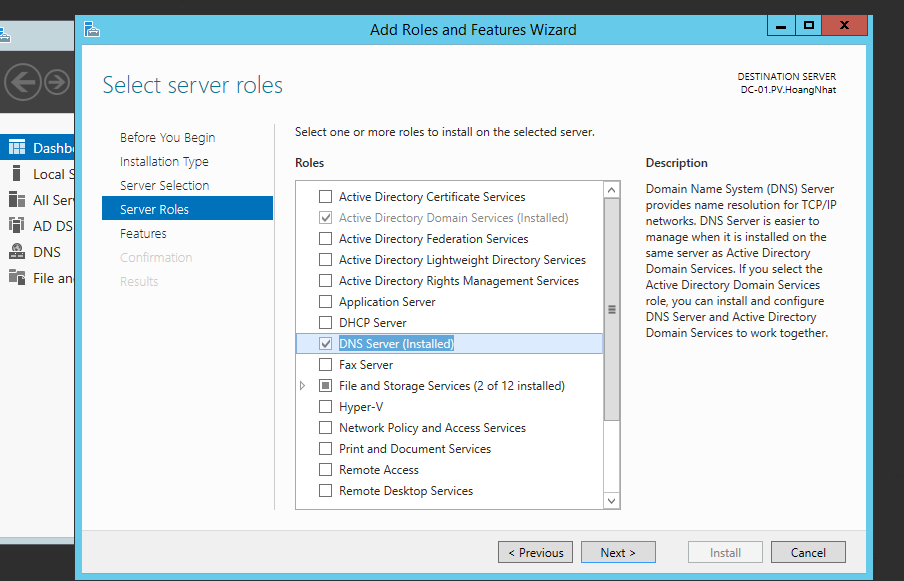 Add Roles and Features Wizard
Select server roles
DESTINATION SERVER
DC-01.PV.HoangNhat
Dashb
Local S
All Ser
AD DS
DNS
File an
Before You Begin
Installation Type
Server Selection
Server Roles
Features
Confirmation
Results
Select one or more roles to install on the selected server.
Roles
Active Directory Certificate Services
Active Directory Domain Services (Installed)
Active Directory Federation Services
Active Directory Lightweight Directory Services
Active Directory Rights Management Services
Application Server
DHCP Server
DNS Server (Installed)
Fax Server
File and Storage Services (2 of 12 installed)
Hyper-V
Network Policy and Access Services
Print and Document Services
Remote Access
Remote Desktop Services
Description
Domain Name System (DNS) Server
provides name resolution for TCP/IP
networks. DNS Server is easier to
manage when it is installed on the
same server as Active Directory
Domain Services. If you select the
Active Directory Domain Services
role, you can install and configure
DNS Server and Active Directory
Domain Services to work together.
< Previous
Next >
Install
Cancel